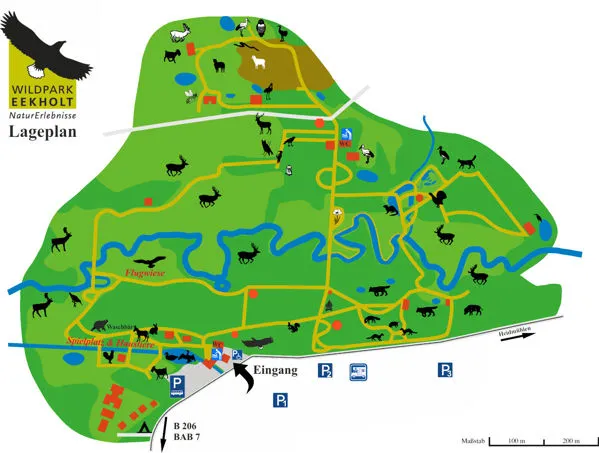 WILDPARK
EEKHOLT
NaturErlebnisse
Lageplan
WC
Flugwiese
Waschbär
Spielplatz & Haustiere
WC
P
P
Eingang
P1
P2
P3
Heidmühlen
B 206
BAB 7
Maßstab
100 m
200 m